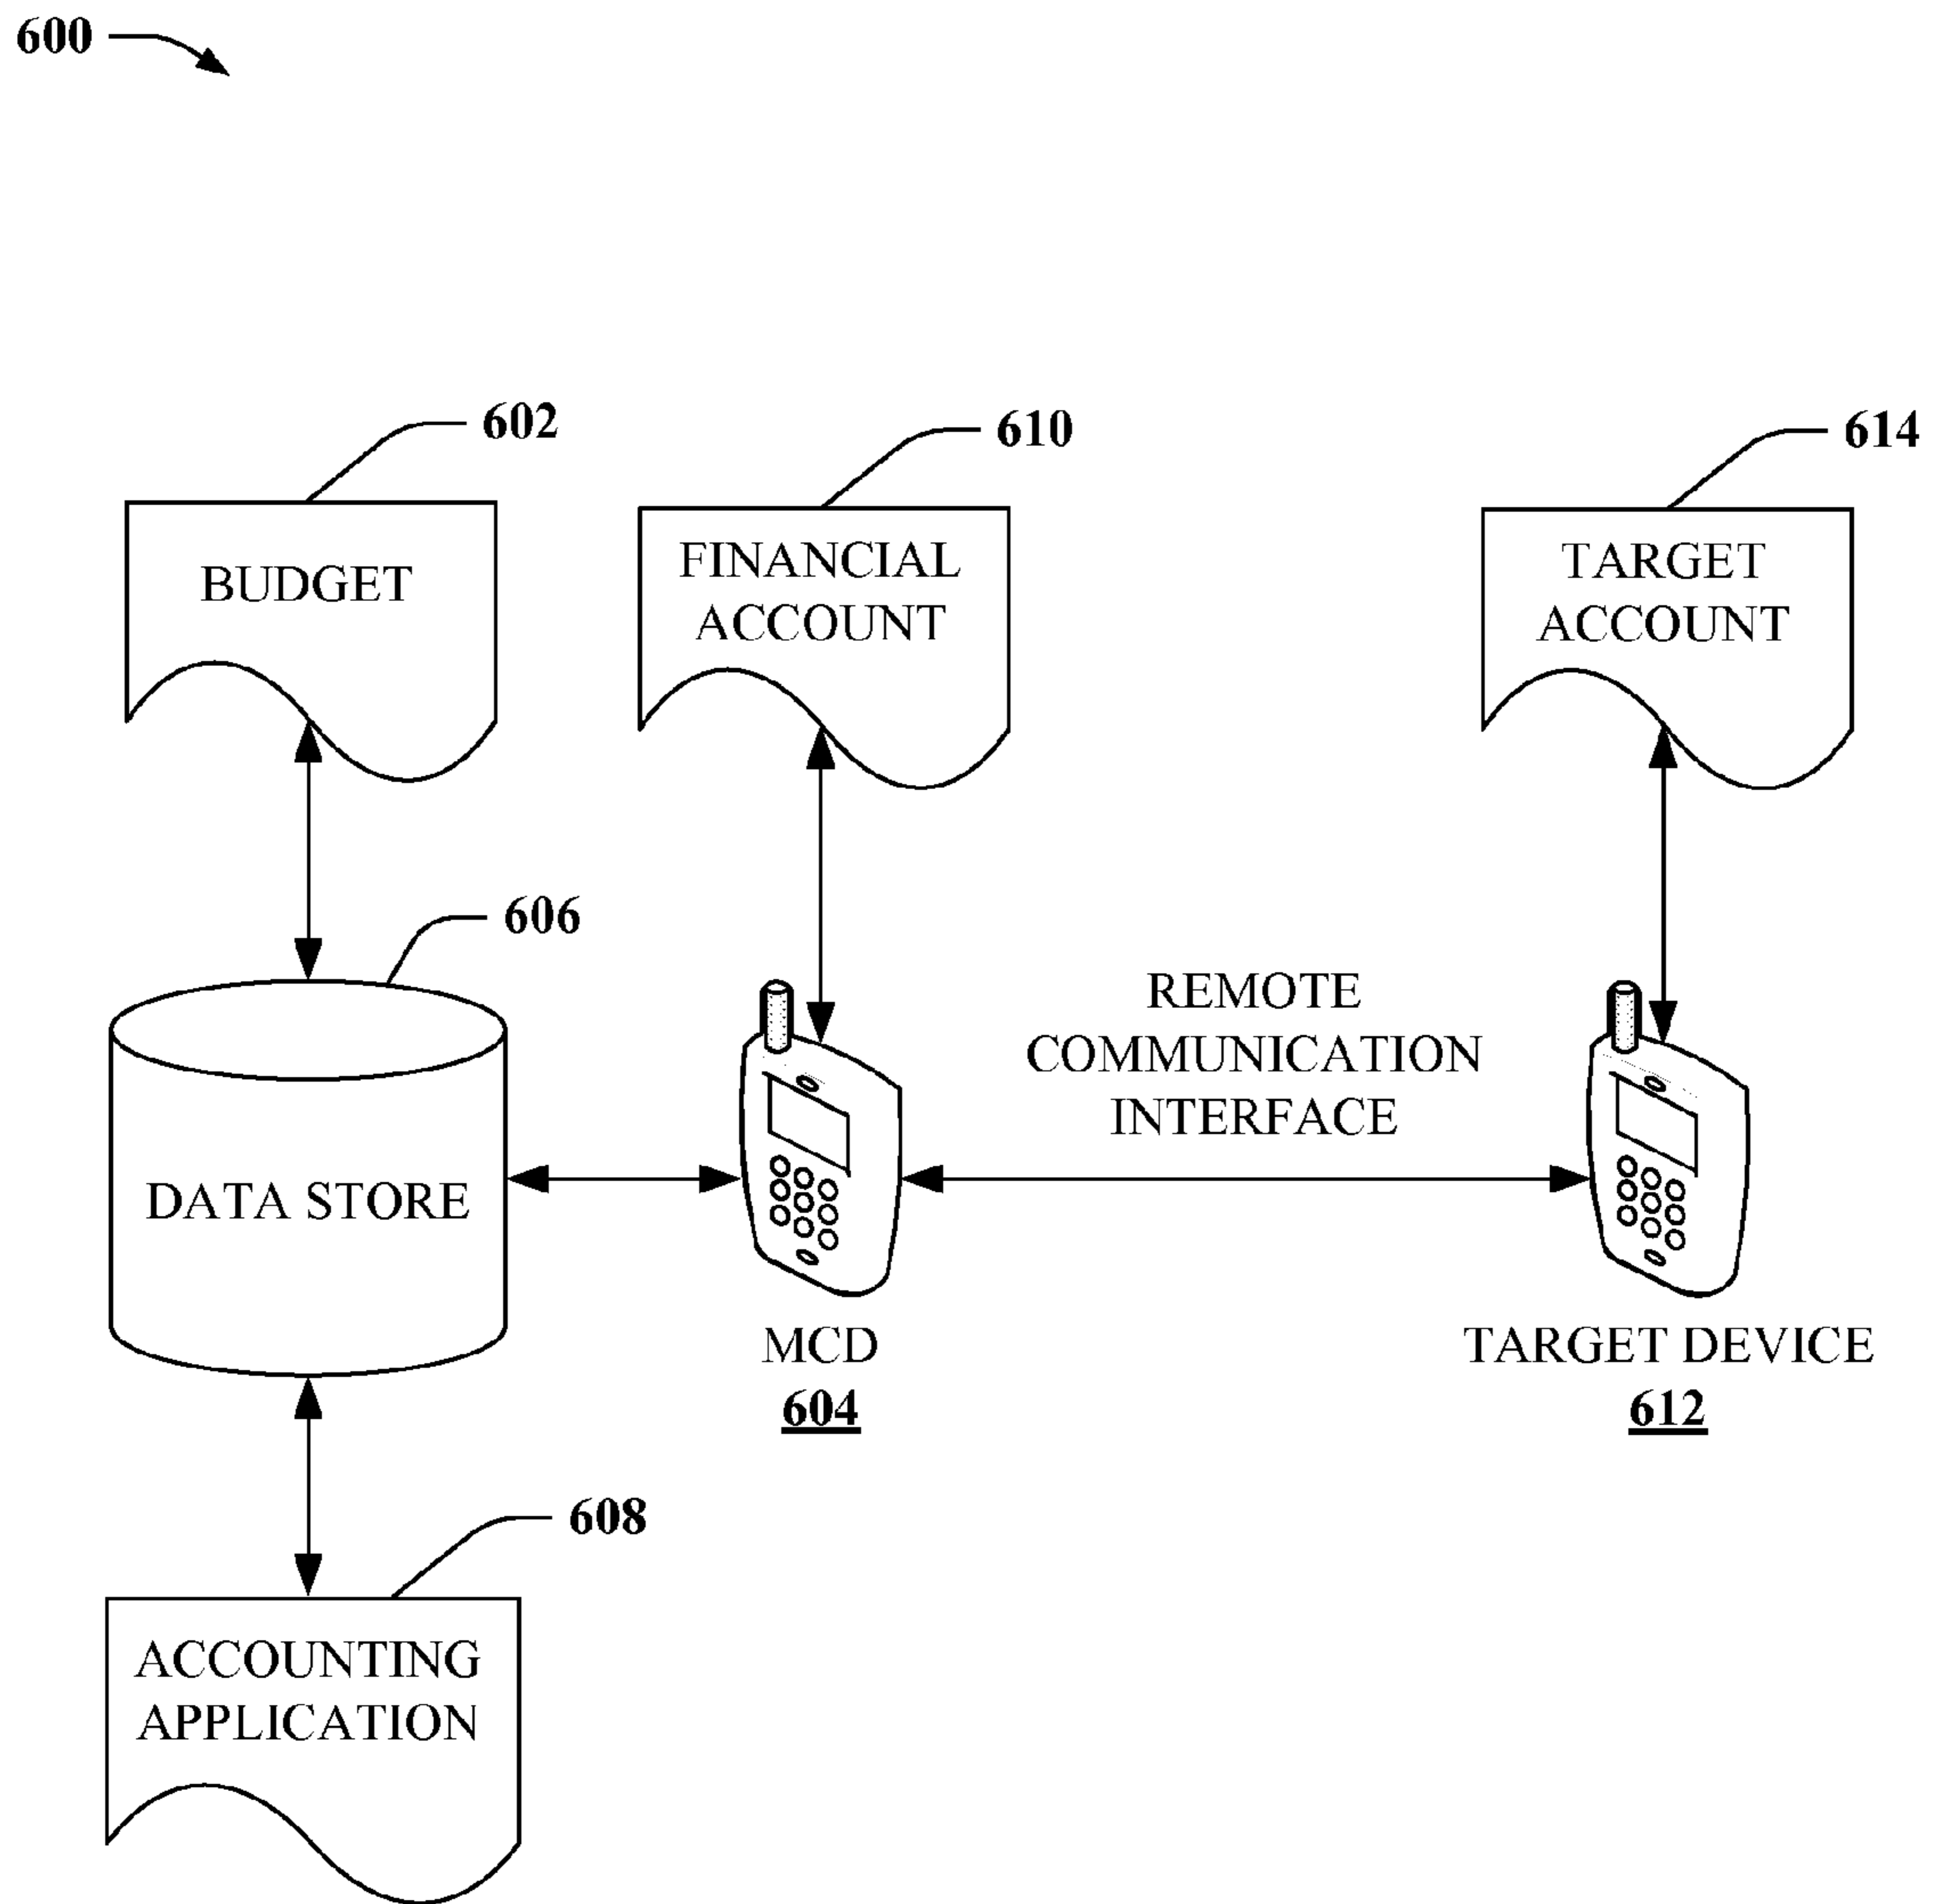 600
602
610
614
BUDGET
FINANCIAL
ACCOUNT
TARGET
ACCOUNT
606
REMOTE
COMMUNICATION
INTERFACE
DATA STORE
MCD
604
TARGET DEVICE
612
608
ACCOUNTING
APPLICATION